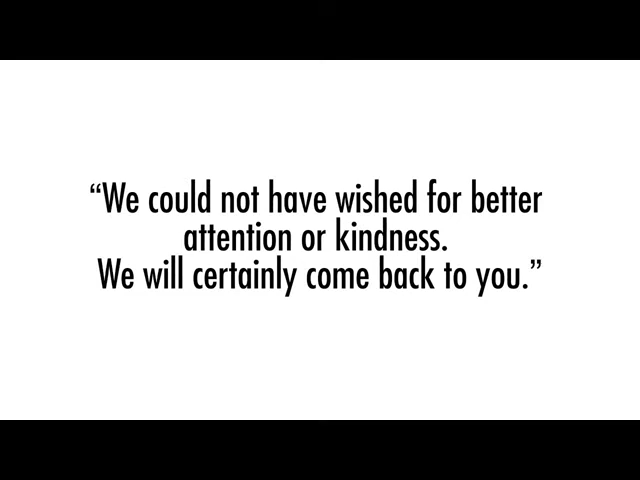 “We could not have wished for better
attention or kindness.
We will certainly come back to you.”